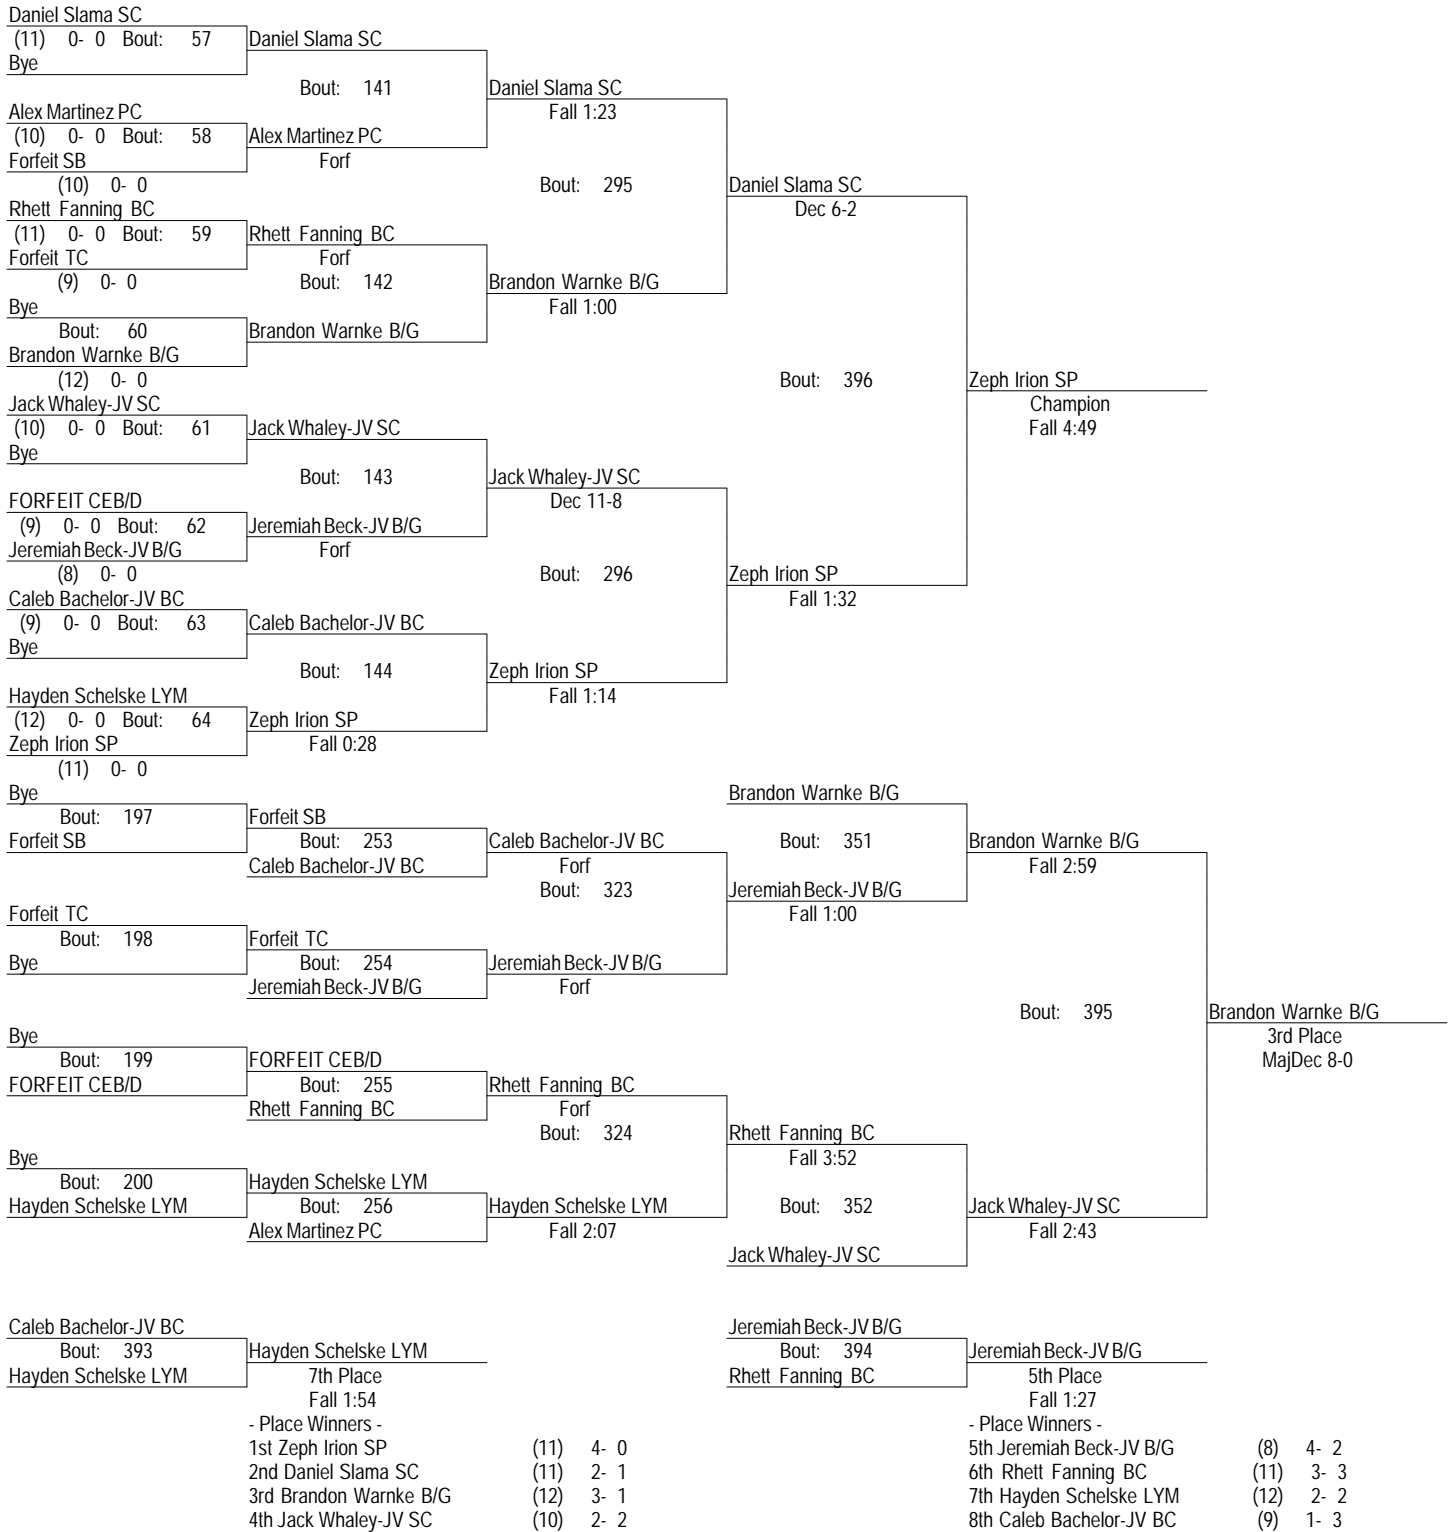 Daniel Slama SC
(11) 0- 0 Bout: 57 Daniel Slama SC
Bye
Bout: 141 Daniel Slama SC
Alex Martinez PC Fall 1:23
(10) 0- 0 Bout: 58 Alex Martinez PC
Forfeit SB Forf
(10) 0- 0 Bout: 295 Daniel Slama SC
Rhett Fanning BC Dec 6-2
(11) 0- 0 Bout: 59 Rhett Fanning BC
Forfeit TC Forf
(9) 0- 0 Bout: 142 Brandon Warnke B/G
Bye Fall 1:00
Bout: 60 Brandon Warnke B/G
Brandon Warnke B/G
(12) 0- 0 Bout: 396 Zeph Irion SP
Jack Whaley-JV SC Champion
(10) 0- 0 Bout: 61 Jack Whaley-JV SC Fall 4:49
Bye
Bout: 143 Jack Whaley-JV SC
FORFEIT CEB/D Dec 11-8
(9) 0- 0 Bout: 62 Jeremiah Beck-JV B/G
Jeremiah Beck-JV B/G Forf
(8) 0- 0 Bout: 296 Zeph Irion SP
Caleb Bachelor-JV BC Fall 1:32
(9) 0- 0 Bout: 63 Caleb Bachelor-JV BC
Bye
Bout: 144 Zeph Irion SP
Hayden Schelske LYM Fall 1:14
(12) 0- 0 Bout: 64 Zeph Irion SP
Zeph Irion SP Fall 0:28
(11) 0- 0
Bye Brandon Warnke B/G
Bout: 197 Forfeit SB
Forfeit SB Bout: 253 Caleb Bachelor-JV BC Bout: 351 Brandon Warnke B/G
Caleb Bachelor-JV BC Forf Fall 2:59
Bout: 323 Jeremiah Beck-JV B/G
Forfeit TC Fall 1:00
Bout: 198 Forfeit TC
Bye Bout: 254 Jeremiah Beck-JV B/G
Jeremiah Beck-JV B/G Forf
Bout: 395 Brandon Warnke B/G
Bye 3rd Place
Bout: 199 FORFEIT CEB/D MajDec 8-0
FORFEIT CEB/D Bout: 255 Rhett Fanning BC
Rhett Fanning BC Forf
Bout: 324 Rhett Fanning BC
Bye Fall 3:52
Bout: 200 Hayden Schelske LYM
Hayden Schelske LYM Bout: 256 Hayden Schelske LYM Bout: 352 Jack Whaley-JV SC
Alex Martinez PC Fall 2:07 Fall 2:43
Jack Whaley-JV SC
Caleb Bachelor-JV BC Jeremiah Beck-JV B/G
Bout: 393 Hayden Schelske LYM Bout: 394 Jeremiah Beck-JV B/G
Hayden Schelske LYM 7th Place Rhett Fanning BC 5th Place
Fall 1:54 Fall 1:27
- Place Winners - - Place Winners -
1st Zeph Irion SP (11) 4- 0 5th Jeremiah Beck-JV B/G (8) 4- 2
2nd Daniel Slama SC (11) 2- 1 6th Rhett Fanning BC (11) 3- 3
3rd Brandon Warnke B/G (12) 3- 1 7th Hayden Schelske LYM (12) 2- 2
4th Jack Whaley-JV SC (10) 2- 2 8th Caleb Bachelor-JV BC (9) 1- 3